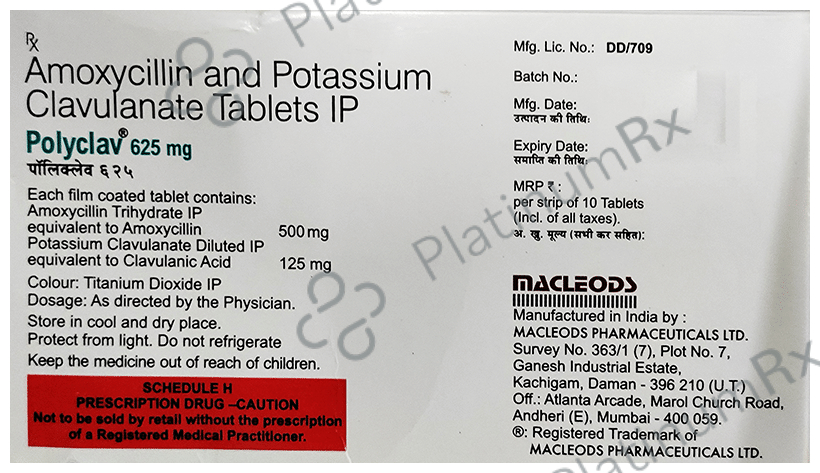 Rx
Amoxycillin and Potassium
Clavulanate Tablets IP
Polyclav® 625 mg
पॉलिक्लेव ६२५
Each film coated tablet contains:
Amoxycillin Trihydrate IP
equivalent to Amoxycillin 500 mg
Potassium Clavulanate Diluted IP
equivalent to Clavulanic Acid 125 mg
Colour: Titanium Dioxide IP
Dosage: As directed by the Physician.
Store in cool and dry place.
Protect from light. Do not refrigerate
Keep the medicine out of reach of children.
SCHEDULE H
PRESCRIPTION DRUG –CAUTION
Not to be sold by retail without the prescription
of a Registered Medical Practitioner.
Mfg. Lic. No.: DD/709
Batch No.:
Mfg. Date:
उत्पादन की तिथि:
Expiry Date:
समाप्ति की तिथि:
MRP ₹ :
per strip of 10 Tablets
(Incl. of all taxes).
अ. खु. मूल्य (सभी कर सहित):
MACLEODS
Manufactured in India by :
MACLEODS PHARMACEUTICALS LTD.
Survey No. 363/1 (7), Plot No. 7,
Ganesh Industrial Estate,
Kachigam, Daman - 396 210 (U.T.)
Off.: Atlanta Arcade, Marol Church Road,
Andheri (E), Mumbai - 400 059.
®: Registered Trademark of
MACLEODS PHARMACEUTICALS LTD.
PlatinumRx